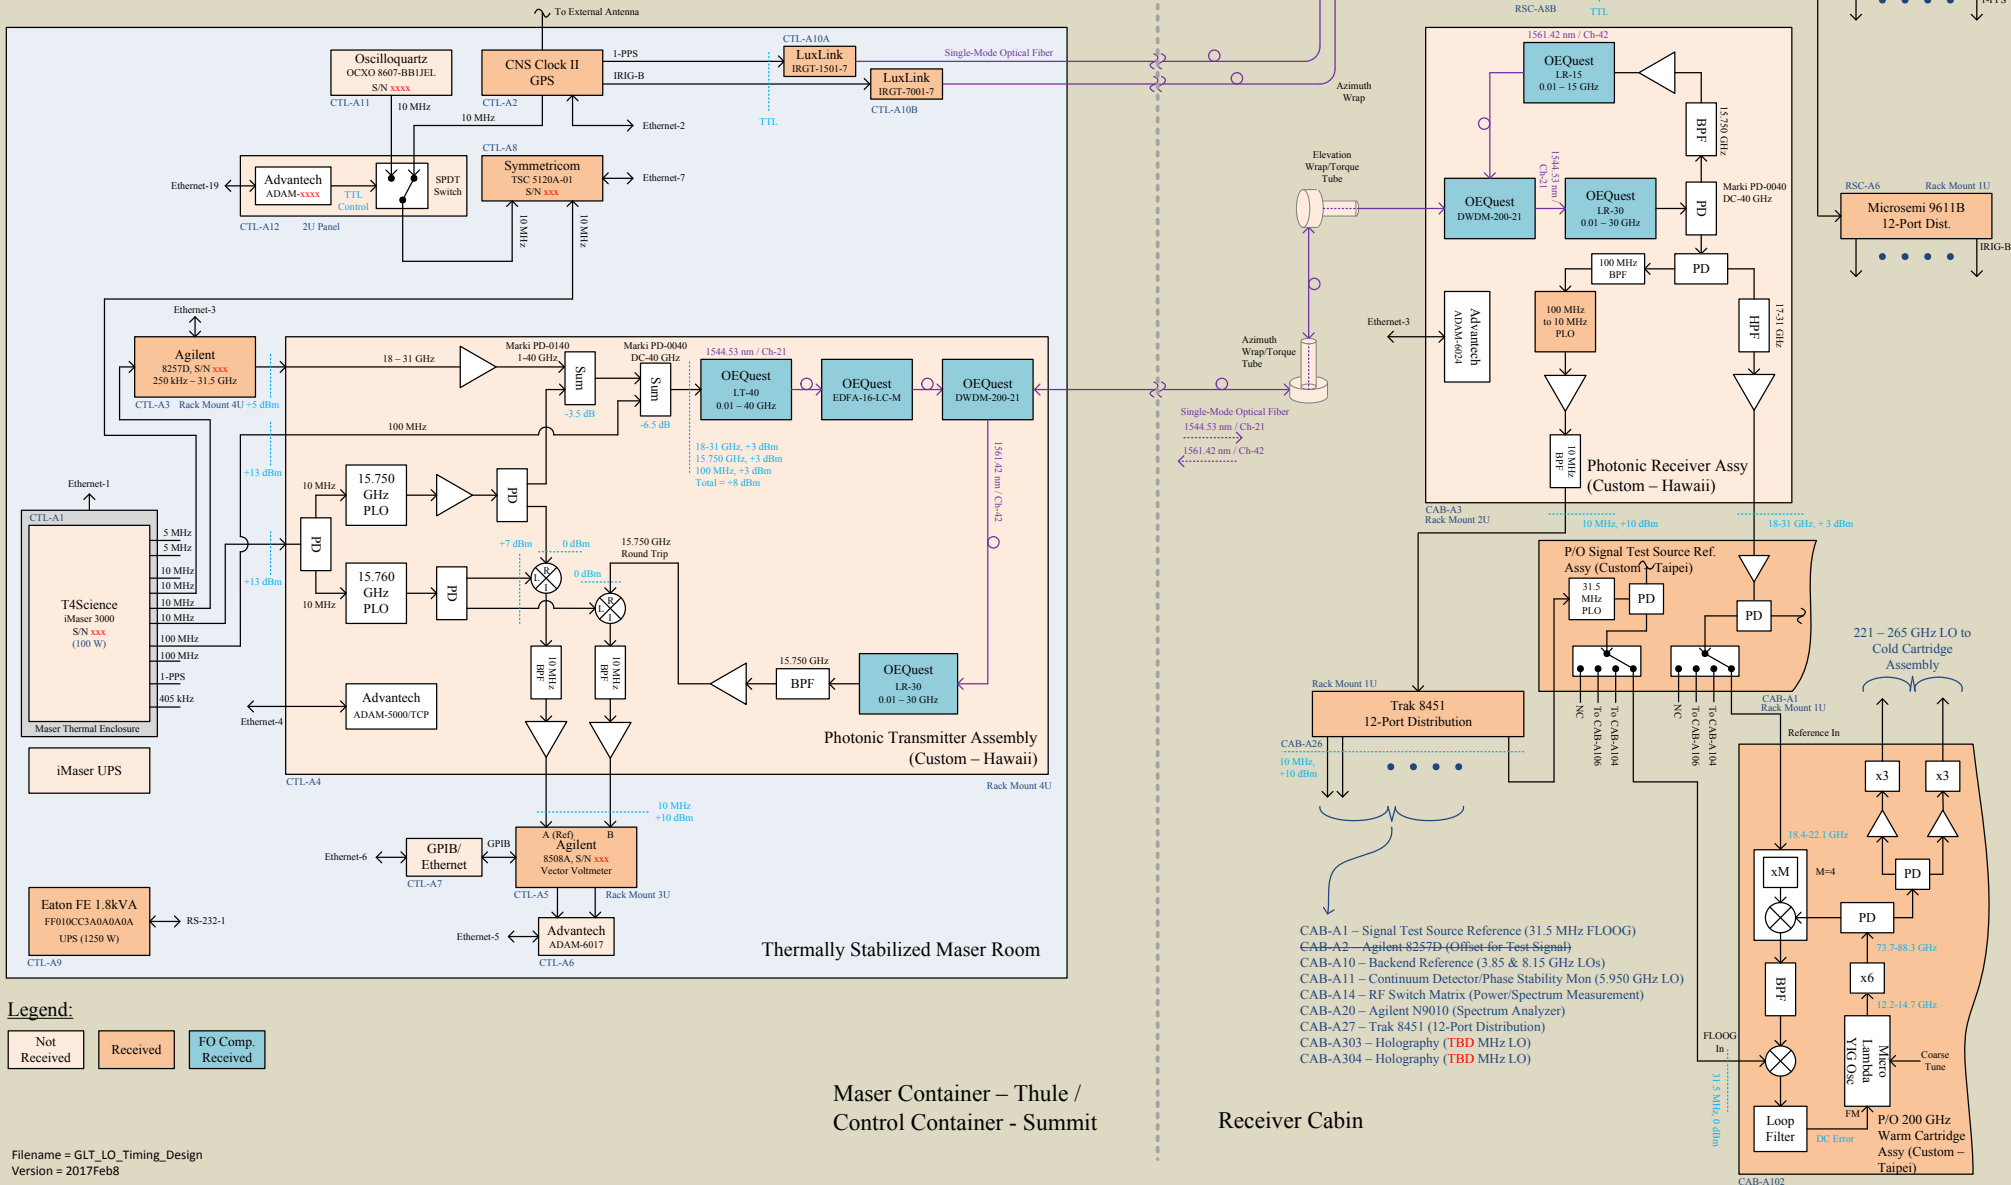 To External Antenna
Oscilloquartz
OCXO 8607-BB1JEL
S/N xxxx
CTL-A11
10 MHz
CNS Clock II
GPS
CTL-A2
10 MHz
1-PPS
IRIG-B
TTL
CTL-A10A
LuxLink
IRGT-1501-7
LuxLink
IRGT-7001-7
CTL-A10B
Single-Mode Optical Fiber
Ethernet-2
Azimuth
Wrap
CTL-A8
Symmetricom
TSC 5120A-01
S/N xxx
Ethernet-7
10 MHz
10 MHz
Ethernet-19
Advantech
ADAM-xxxx
TTL
Control
SPDT
Switch
CTL-A12
2U Panel
Ethernet-3
Agilent
8257D, S/N xxx
250 kHz – 31.5 GHz
CTL-A3
Rack Mount 4U
+5 dBm
18 – 31 GHz
Marki PD-0140
1-40 GHz
Sum
-3.5 dB
Marki PD-0040
DC-40 GHz
Sum
-6.5 dB
1544.53 nm / Ch-21
OEQuest
LT-40
0.01 – 40 GHz
OEQuest
EDFA-16-LC-M
OEQuest
DWDM-200-21
100 MHz
+13 dBm
18-31 GHz, +3 dBm
15.750 GHz, +3 dBm
100 MHz, +3 dBm
Total = +8 dBm
1561.42 nm / Ch-42
Ethernet-1
CTL-A1
T4Science
iMaser 3000
S/N xxx
(100 W)
Maser Thermal Enclosure
5 MHz
5 MHz
10 MHz
10 MHz
10 MHz
10 MHz
100 MHz
100 MHz
1-PPS
405 kHz
+13 dBm
PD
10 MHz
15.750
GHz
PLO
PD
10 MHz
15.760
GHz
PLO
PD
+7 dBm
0 dBm
L
R
I
0 dBm
15.750 GHz
Round Trip
L
R
I
10 MHz
BPF
10 MHz
BPF
15.750 GHz
BPF
OEQuest
LR-30
0.01 – 30 GHz
Ethernet-4
Advantech
ADAM-5000/TCP
Photonic Transmitter Assembly
(Custom – Hawaii)
CTL-A4
Rack Mount 4U
iMaser UPS
10 MHz
+10 dBm
A (Ref)
B
Agilent
8508A, S/N xxx
Vector Voltmeter
CTL-A5
Rack Mount 3U
GPIB
GPIB/
Ethernet
CTL-A7
Ethernet-6
Eaton FE 1.8kVA
FF010CC3A0A0A0A
UPS (1250 W)
CTL-A9
RS-232-1
Ethernet-5
Advantech
ADAM-6017
CTL-A6
Thermally Stabilized Maser Room
Legend:
Not
Received
Received
FO Comp.
Received
Maser Container – Thule /
Control Container - Summit
Filename = GLT_LO_Timing_Design
Version = 2017Feb8
Elevation
Wrap/Torque
Tube
Azimuth
Wrap/Torque
Tube
Single-Mode Optical Fiber
1544.53 nm / Ch-21
1561.42 nm / Ch-42
RSC-A8B
TTL
1-PPS
1561.42 nm / Ch-42
OEQuest
LR-15
0.01 – 15 GHz
BPF
15.750 GHz
1544.53 nm /
Ch-21
OEQuest
DWDM-200-21
OEQuest
LR-30
0.01 – 30 GHz
PD
Marki PD-0040
DC-40 GHz
100 MHz
BPF
PD
100 MHz
to 10 MHz
PLO
HPF
17-31 GHz
Ethernet-3
Advantech
ADAM-6024
10 MHz
BPF
Photonic Receiver Assy
(Custom – Hawaii)
CAB-A3
Rack Mount 2U
10 MHz, +10 dBm
18-31 GHz, + 3 dBm
RSC-A6
Rack Mount 1U
Microsemi 9611B
12-Port Dist.
IRIG-B
P/O Signal Test Source Ref.
Assy (Custom – Taipei)
31.5
MHz
PLO
PD
PD
NC
To CAB-A106
To CAB-A104
NC
To CAB-A106
To CAB-A104
CAB-A1
Rack Mount 1U
Rack Mount 1U
Trak 8451
12-Port Distribution
CAB-A26
10 MHz,
+10 dBm
221 – 265 GHz LO to
Cold Cartridge
Assembly
Reference In
x3
x3
18.4-22.1 GHz
xM
M=4
PD
PD
73.7-88.3 GHz
BPF
x6
12.2-14.7 GHz
FLOOG
In
31.5 MHz, 0 dBm
Micro
Lambda
YIG Osc
Coarse
Tune
FM
Loop
Filter
DC Error
P/O 200 GHz
Warm Cartridge
Assy (Custom –
Taipei)
CAB-A102
CAB-A1 – Signal Test Source Reference (31.5 MHz FLOOG)
CAB-A2 – Agilent 8257D (Offset for Test Signal)
CAB-A10 – Backend Reference (3.85 & 8.15 GHz LOs)
CAB-A11 – Continuum Detector/Phase Stability Mon (5.950 GHz LO)
CAB-A14 – RF Switch Matrix (Power/Spectrum Measurement)
CAB-A20 – Agilent N9010 (Spectrum Analyzer)
CAB-A27 – Trak 8451 (12-Port Distribution)
CAB-A303 – Holography (TBD MHz LO)
CAB-A304 – Holography (TBD MHz LO)
Receiver Cabin